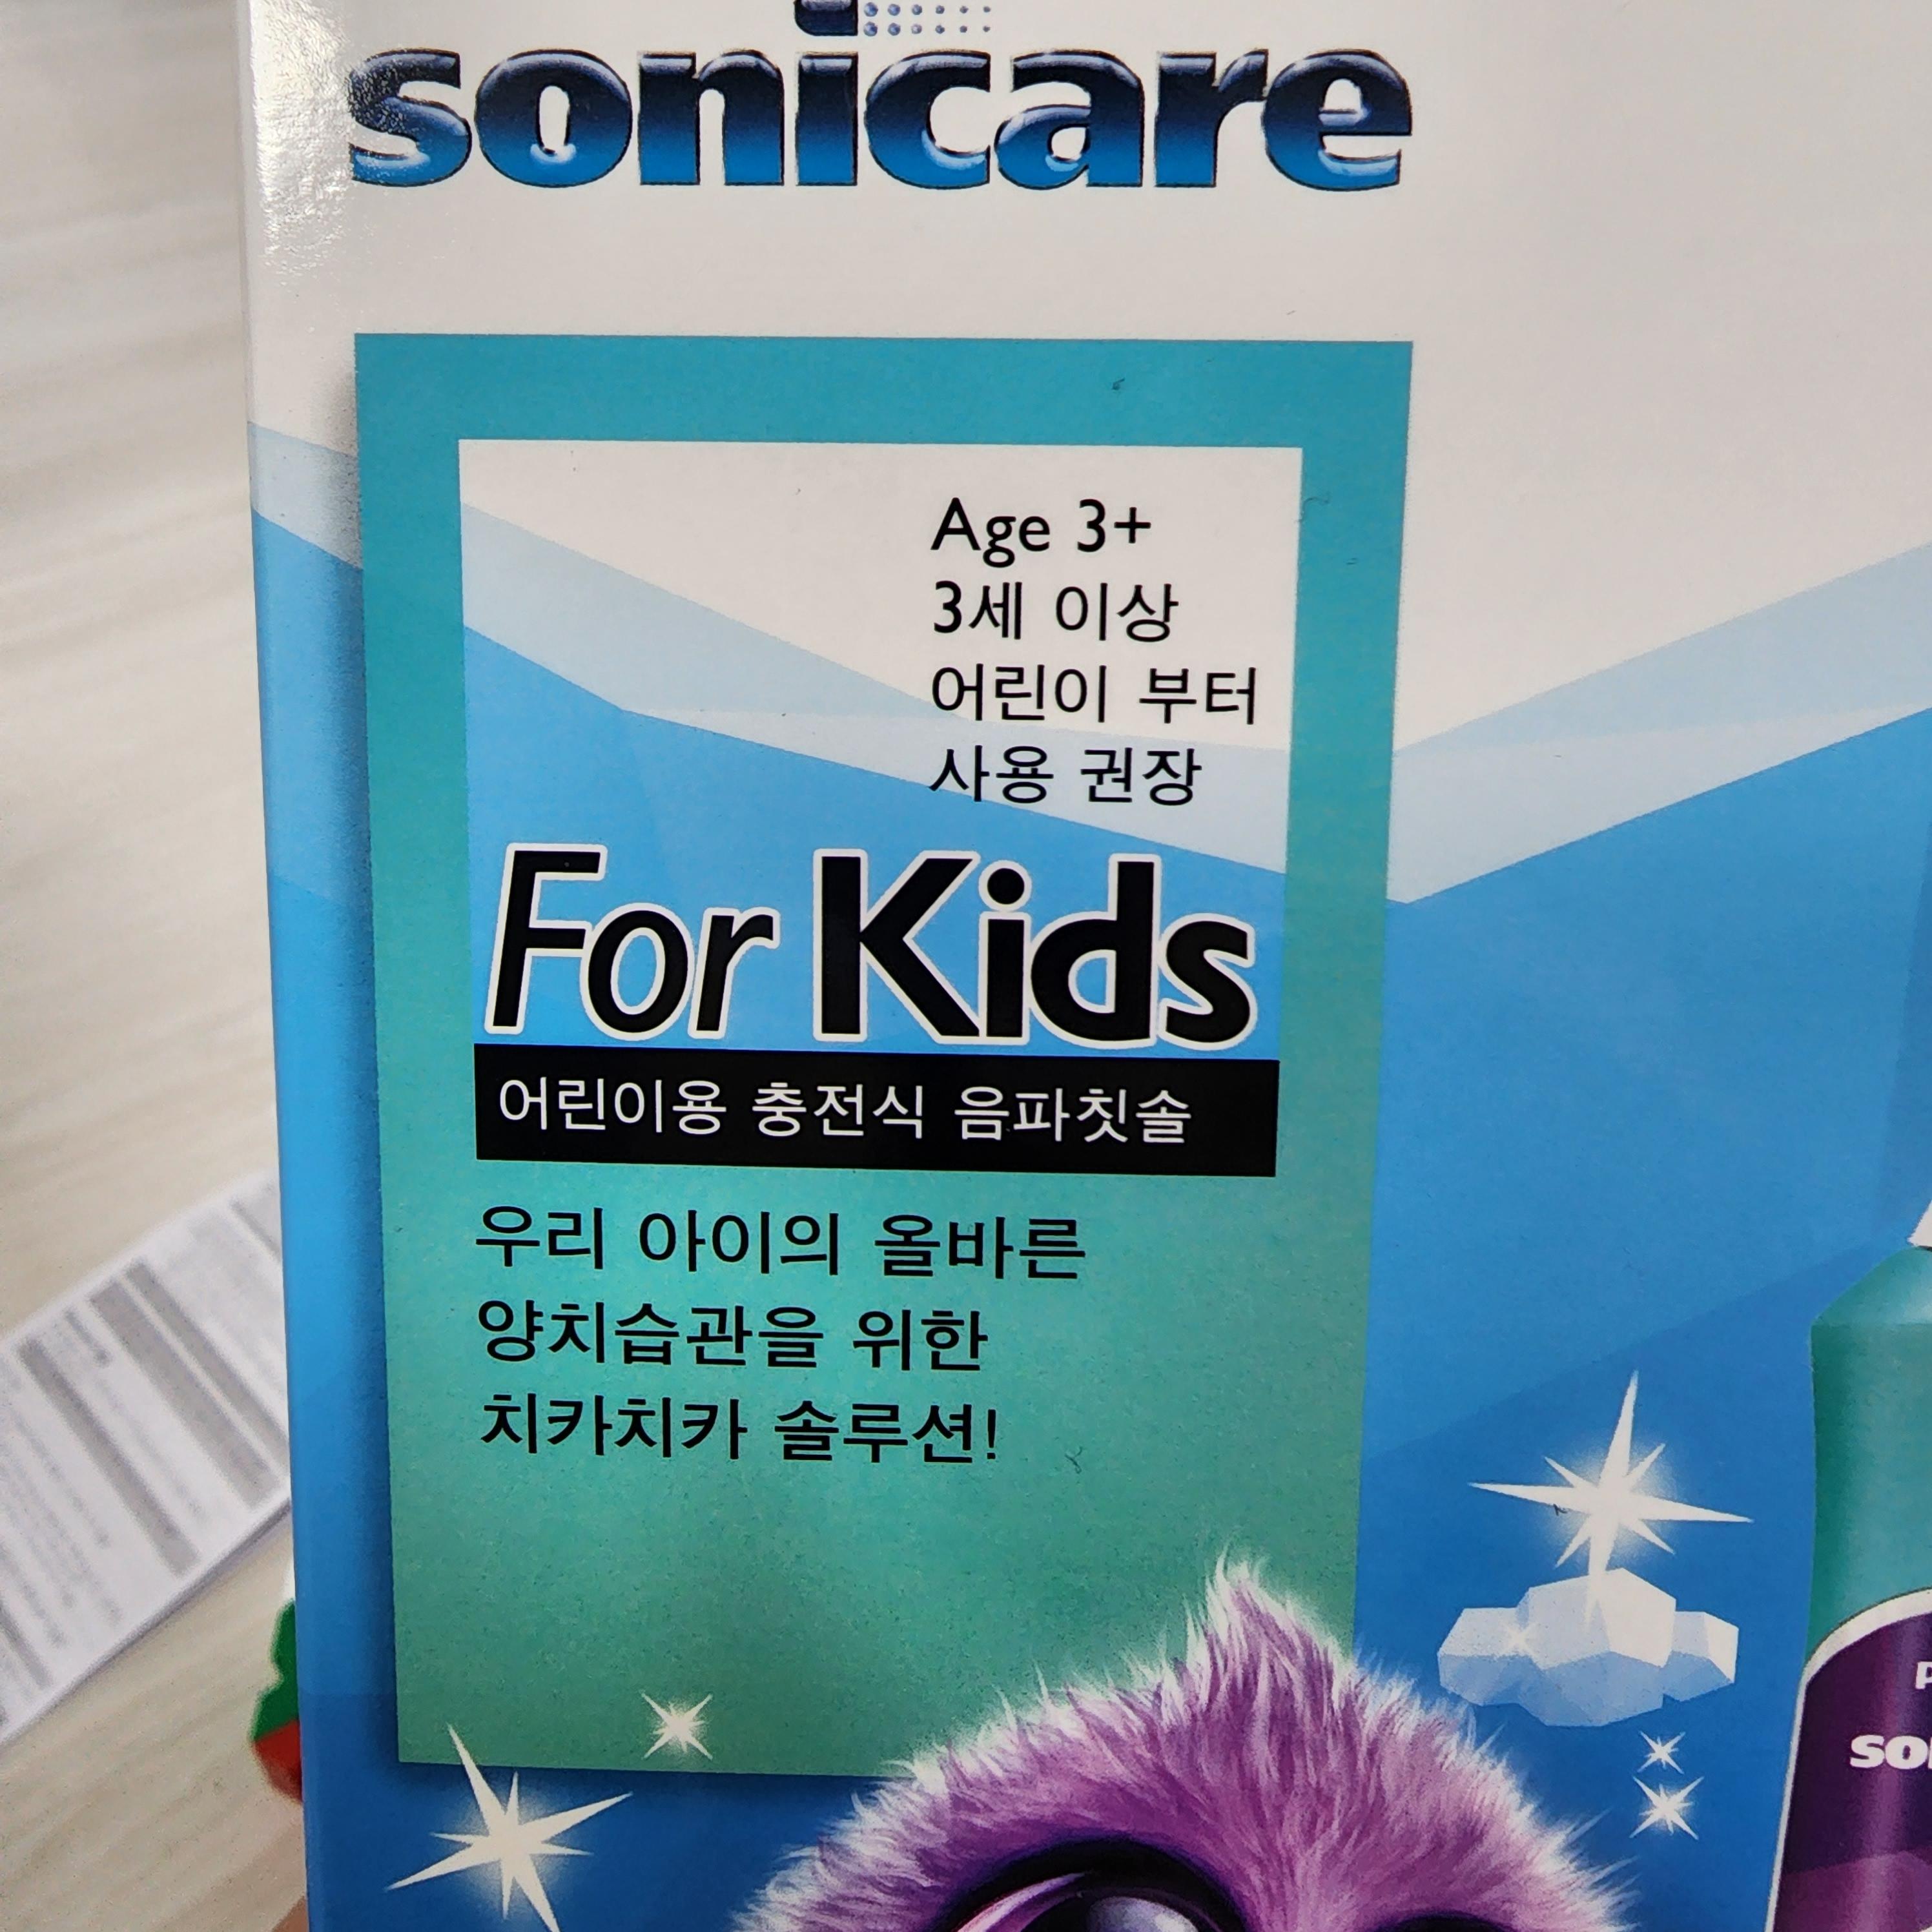 sonicare
Age 3+
3세 이상
어린이 부터
사용 권장
For Kids
어린이용 충전식 음파칫솔
우리 아이의 올바른
양치습관을 위한
치카치카 솔루션!